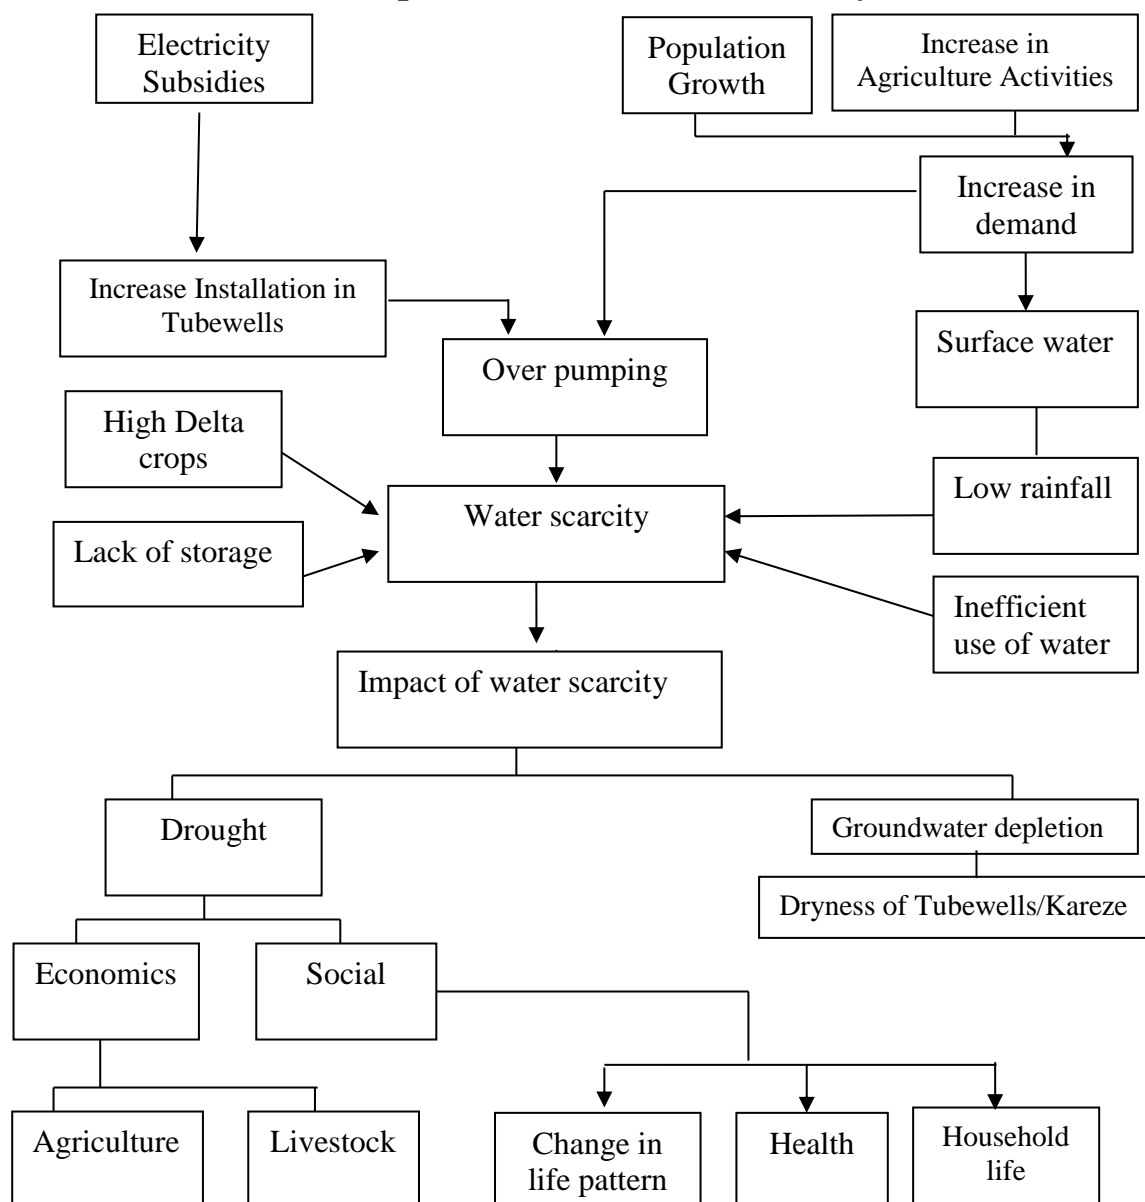 Electricity
Subsidies
Population
Growth
Increase in
Agriculture Activities
Increase in
demand
Increase Installation in
Tubewells
Surface water
Over pumping
High Delta
crops
Low rainfall
Water scarcity
Lack of storage
Inefficient
use of water
Impact of water scarcity
Drought
Groundwater depletion
Dryness of Tubewells/Kareze
Economics
Social
Agriculture
Livestock
Change in
life pattern
Health
Household
life